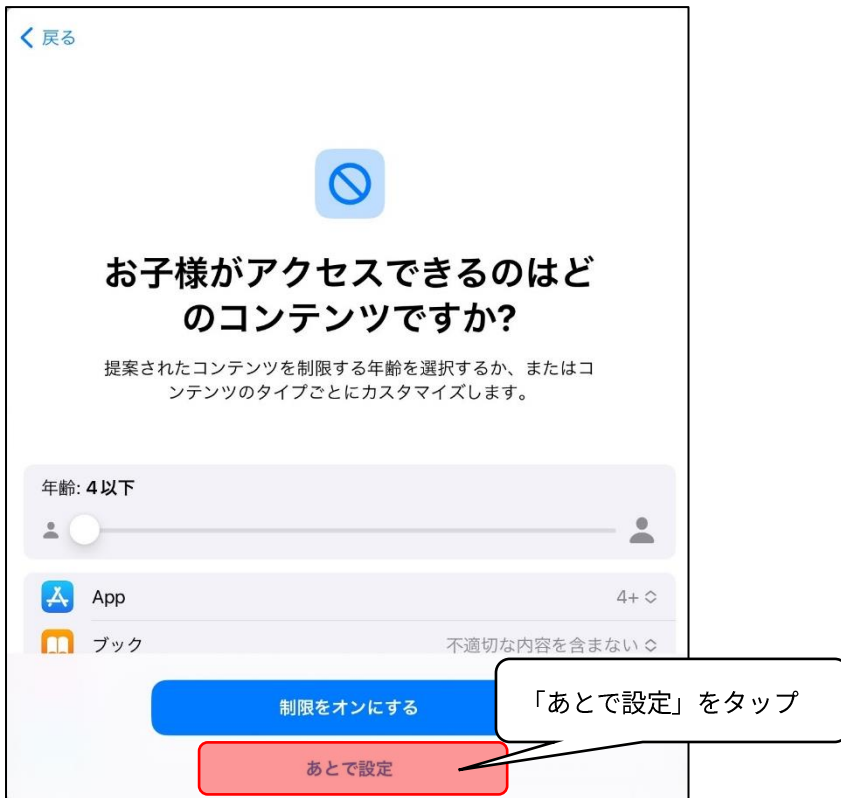 戻る
お子様がアクセスできるのはど
のコンテンツですか?
提案されたコンテンツを制限する年齢を選択するか、またはコ
ンテンツのタイプごとにカスタマイズします。
年齢: 4以下
App 4+
ブック 不適切な内容を含まない
制限をオンにする
「あとで設定」をタップ
あとで設定